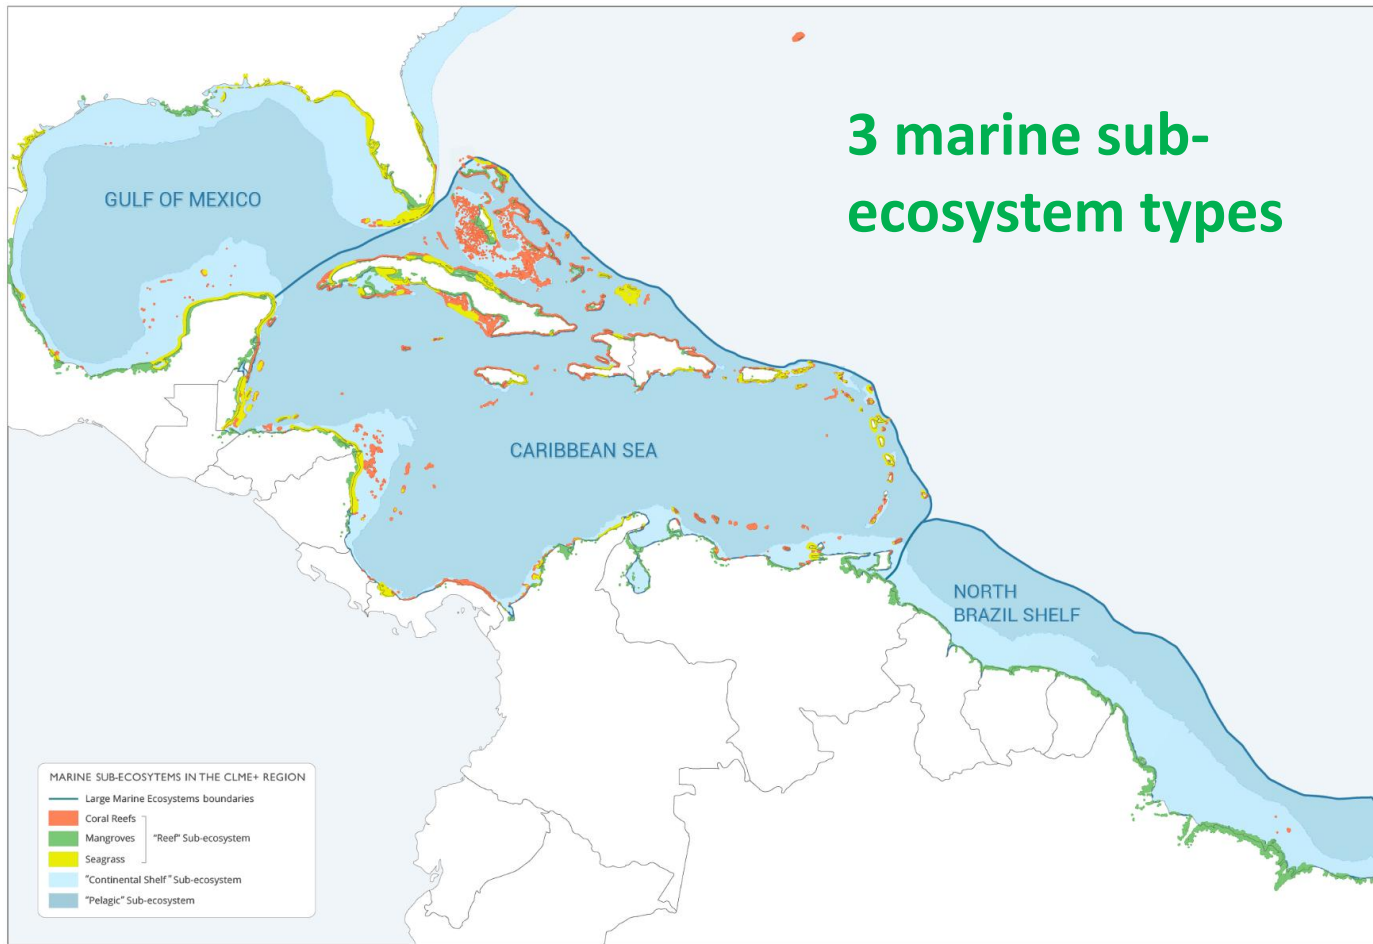 3 marine sub-
ecosystem types
GULF OF MEXICO
CARIBBEAN SEA
NORTH
BRAZIL SHELF
MARINE SUB-ECOSYTEMS IN THE CLME+ REGION
Large Marine Ecosystems boundaries
Coral Reefs
Mangroves
"Reef" Sub-ecosystem
Seagrass
"Continental Shelf" Sub-ecosystem
"Pelagic" Sub-ecosystem